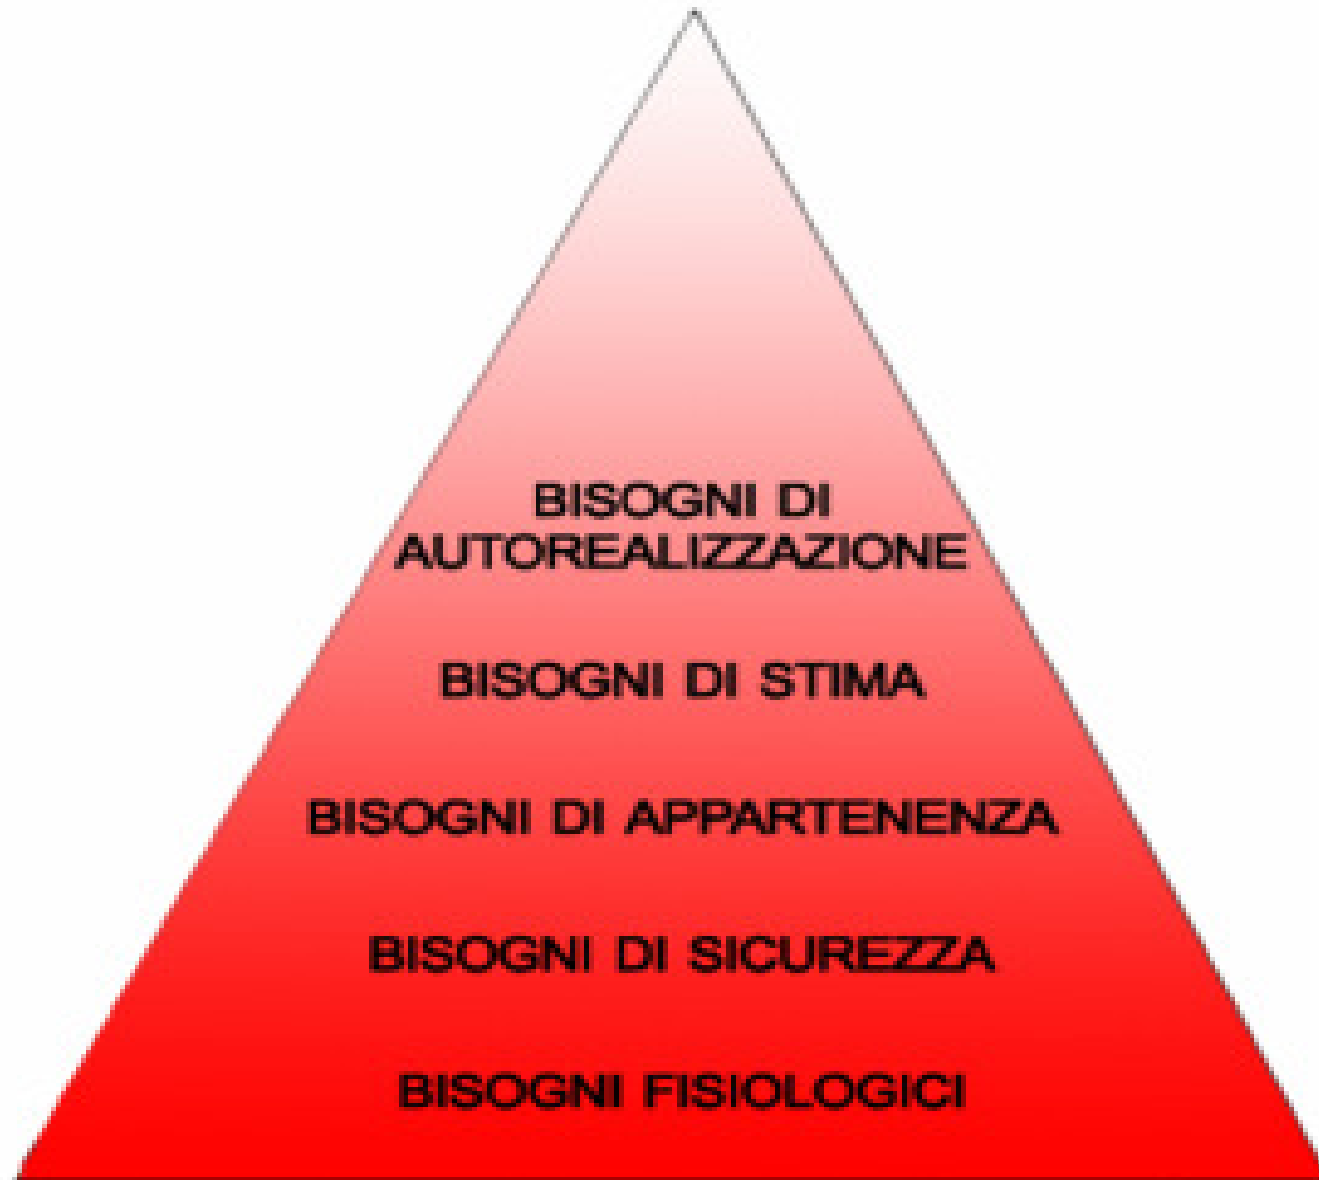 BISOGNI DI
AUTOREALIZZAZIONE
BISOGNI DI STIMA
BISOGNI DI APPARTENENZA
BISOGNI DI SICUREZZA
BISOGNI FISIOLOGICI